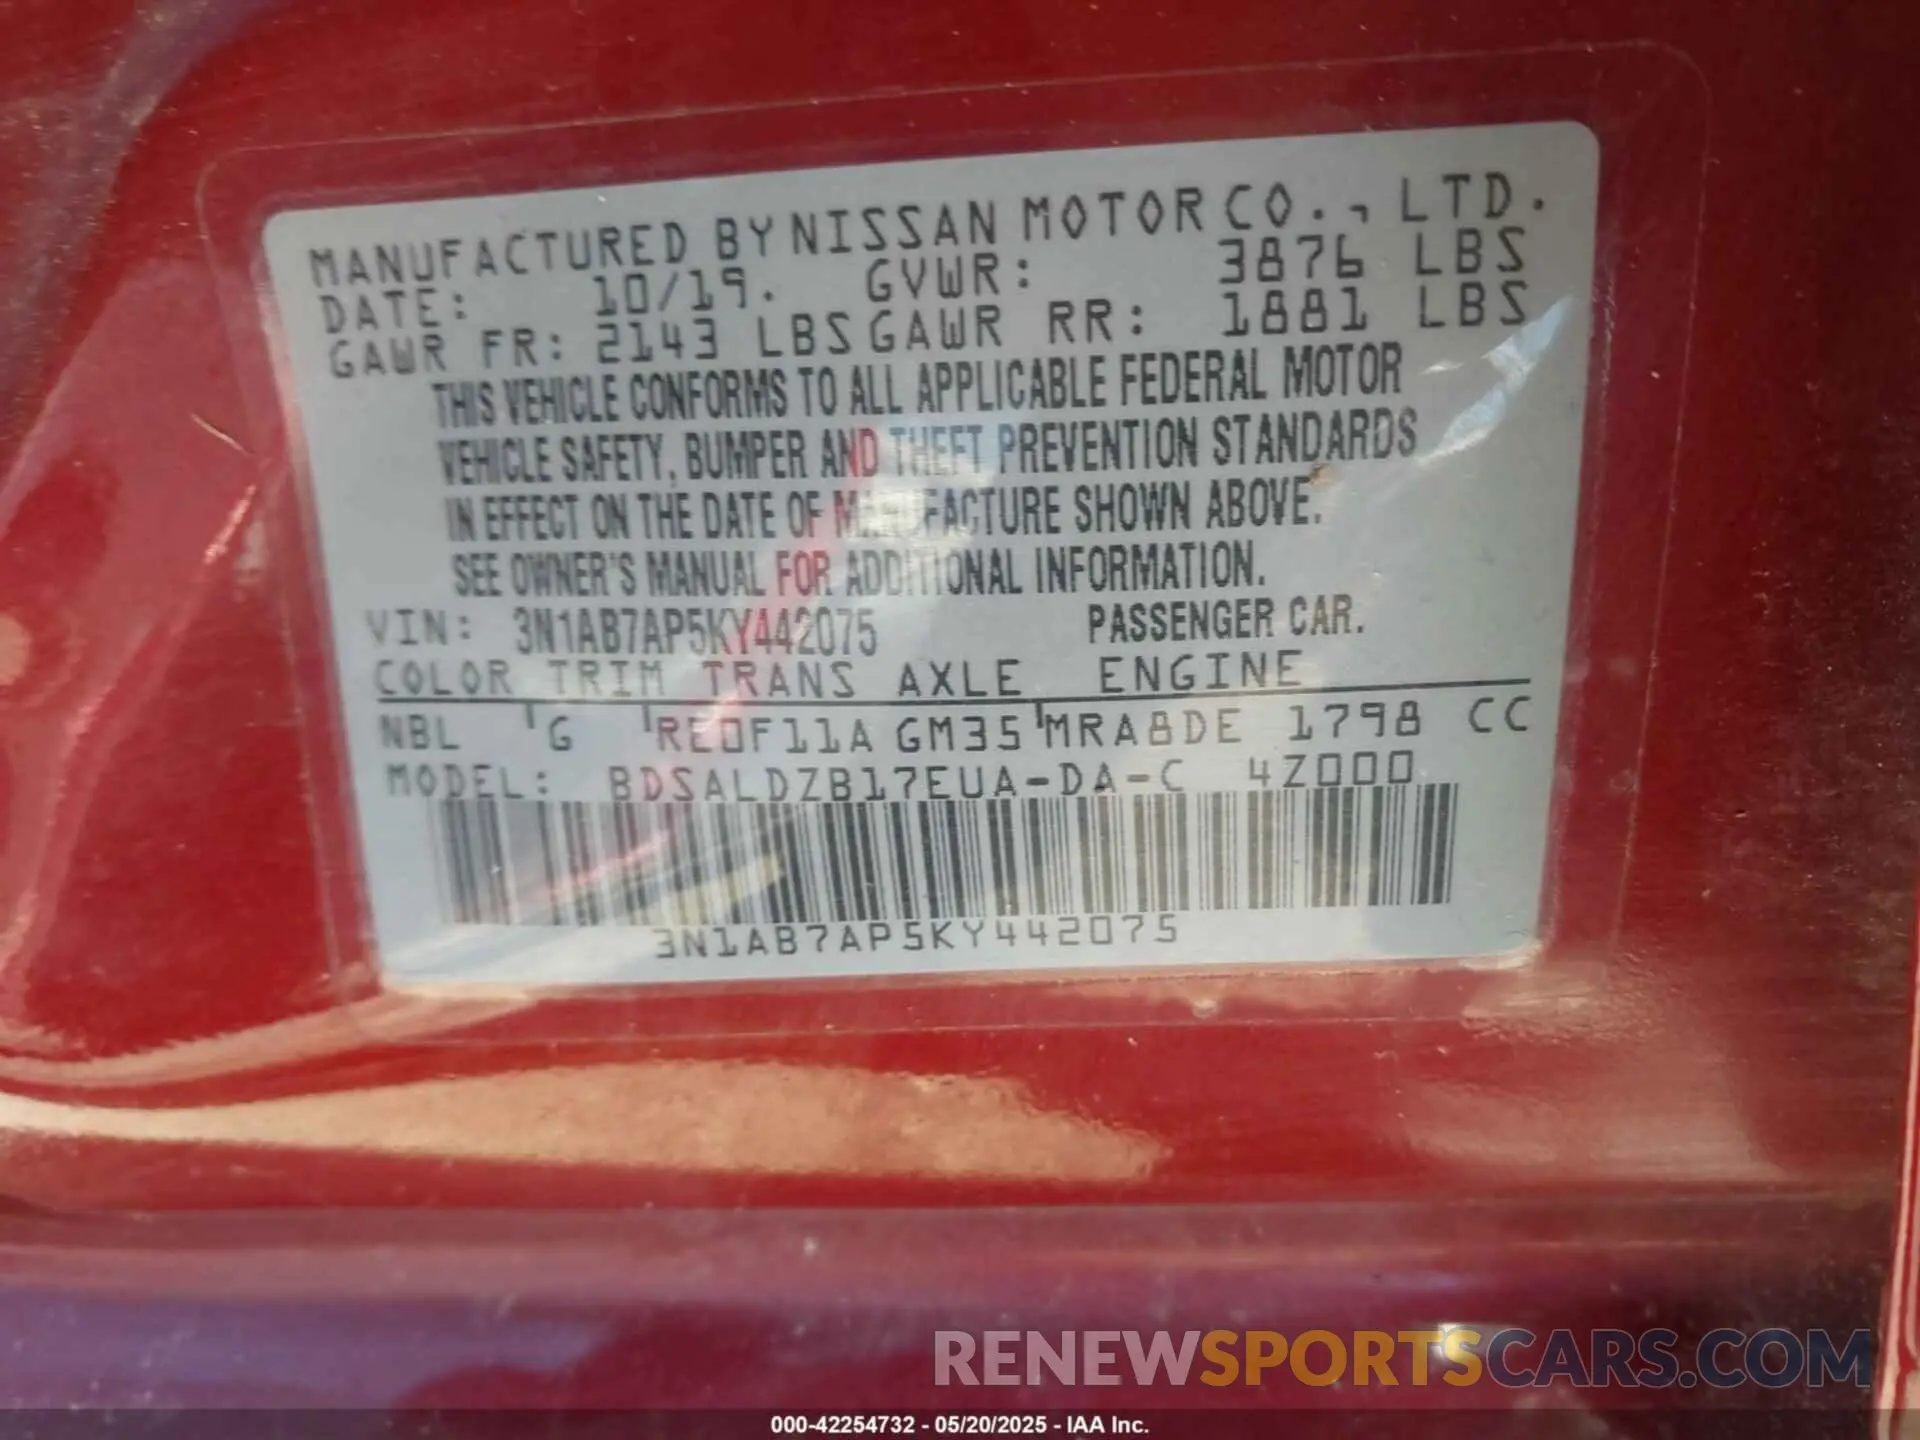 MANUFACTURED BY NISSAN MOTOR CO., LTD.
DATE: 10/19. GVWR: 3876 LBS
GAWR FR: 2143 LBS GAWR RR: 1881 LBS
THIS VEHICLE CONFORMS TO ALL APPLICABLE FEDERAL MOTOR
VEHICLE SAFETY, BUMPER AND THEFT PREVENTION STANDARDS
IN EFFECT ON THE DATE OF MANUFACTURE SHOWN ABOVE.
SEE OWNER'S MANUAL FOR ADDITIONAL INFORMATION.
VIN: 3N1AB7AP5KY442075 PASSENGER CAR.
COLOR TRIM TRANS AXLE ENGINE
NBL G RE0F11A GM35 MRA8DE 1798 CC
MODEL: BDSALDZB17EUA-DA-C 4Z000
3N1AB7AP5KY442075
RENEWSPORTSCARS.COM
000-42254732 - 05/20/2025 - IAA Inc.